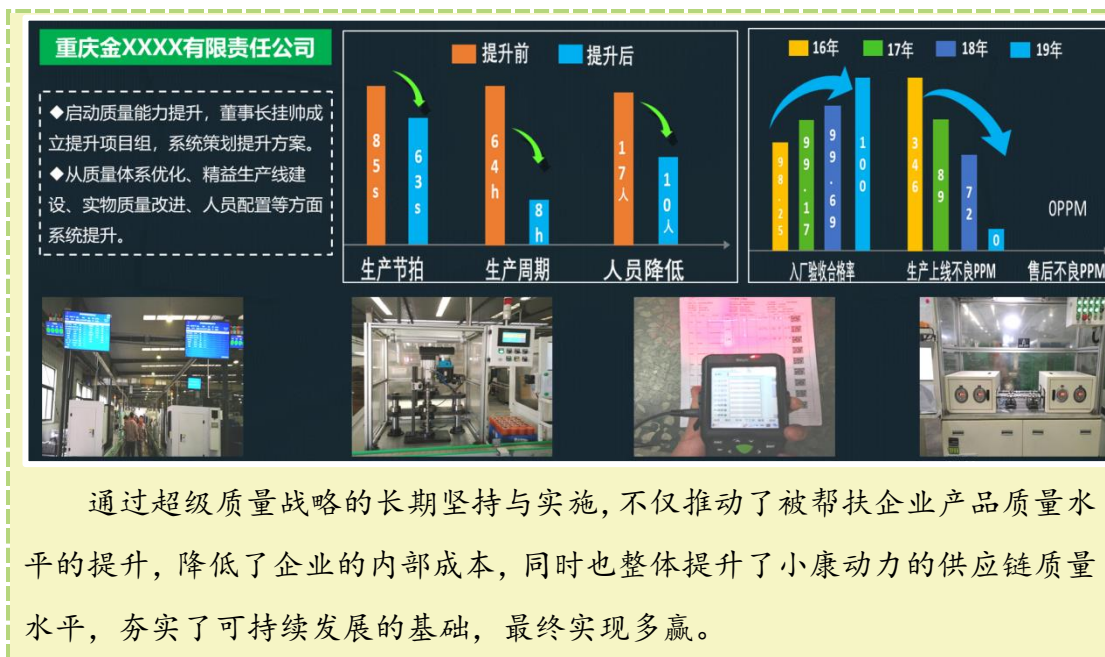 重庆金XXXX有限责任公司
◆启动质量能力提升，董事长挂帅成
立提升项目组，系统策划提升方案。
◆从质量体系优化、精益生产线建
设、实物质量改进、人员配置等方面
系统提升。
提升前 提升后
85s 63s 64h 8h 17人 10人
生产节拍 生产周期 人员降低
16年 17年 18年 19年
98.25 99.17 99.69 100 346 89 72 0 0PPM
入厂验收合格率 生产上线不良PPM 售后不良PPM
通过超级质量战略的长期坚持与实施，不仅推动了被帮扶企业产品质量水
平的提升，降低了企业的内部成本，同时也整体提升了小康动力的供应链质量
水平，夯实了可持续发展的基础，最终实现多赢。